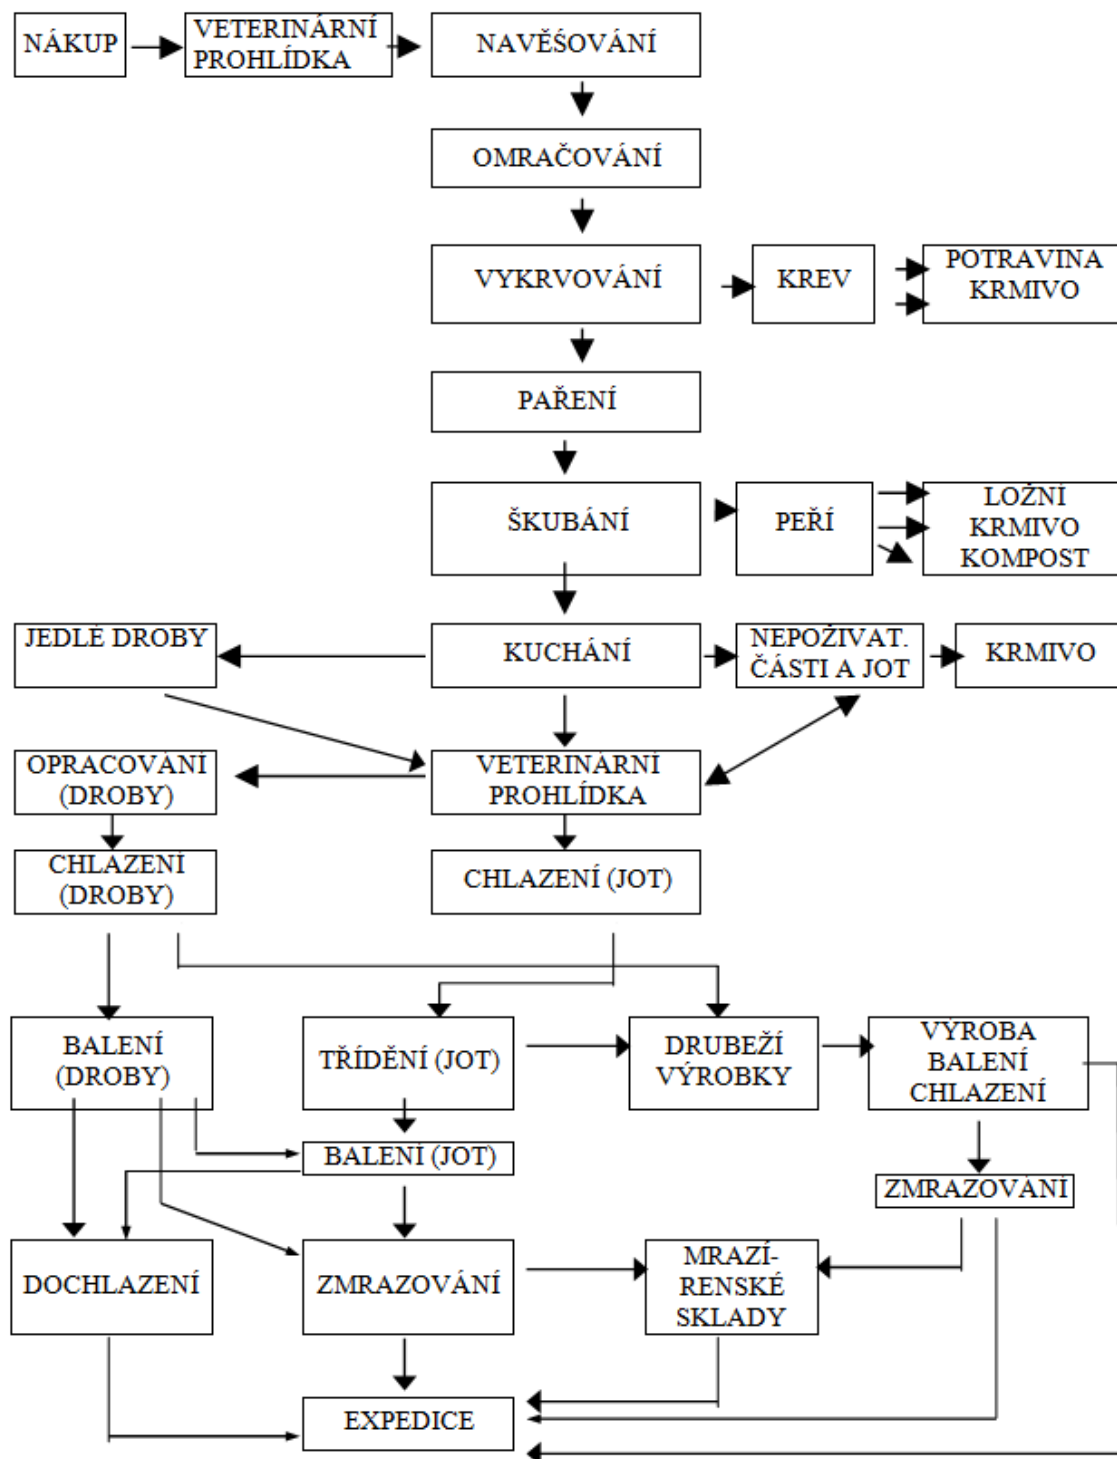 NÁKUP
VETERINÁRNÍ
PROHLÍDKA
NAVĚŚOVÁNÍ
OMRAČOVÁNÍ
VYKRVOVÁNÍ
KREV
POTRAVINA
KRMIVO
PAŘENÍ
ŠKUBÁNÍ
PEŘÍ
LOŽNÍ
KRMIVO
KOMPOST
JEDLÉ DROBY
KUCHÁNÍ
NEPOŽIVAT.
ČÁSTI A JOT
KRMIVO
OPRACOVÁNÍ
(DROBY)
VETERINÁRNÍ
PROHLÍDKA
CHLAZENÍ
(DROBY)
CHLAZENÍ (JOT)
BALENÍ
(DROBY)
TŘÍDĚNÍ (JOT)
DRUBEŽÍ
VÝROBKY
VÝROBA
BALENÍ
CHLAZENÍ
BALENÍ (JOT)
ZMRAZOVÁNÍ
DOCHLAZENÍ
ZMRAZOVÁNÍ
MRAZÍ-
RENSKÉ
SKLADY
EXPEDICE